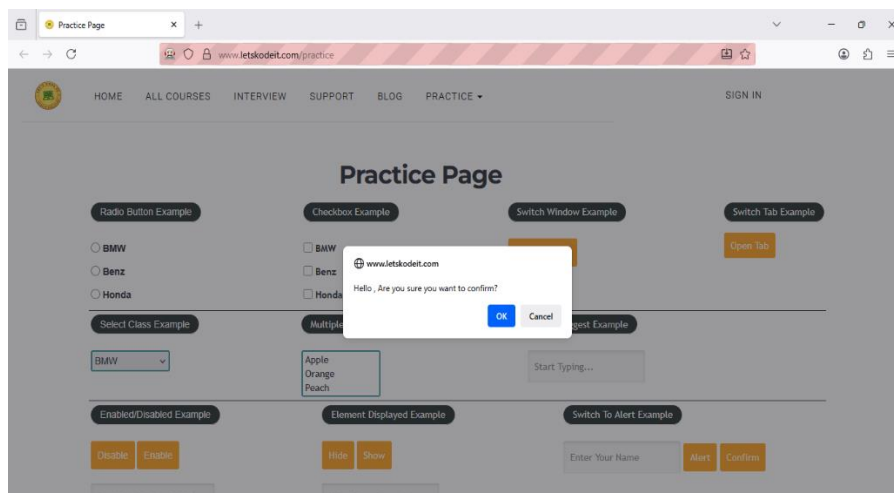 Practice Page
www.letskodeit.com/practice
HOME ALL COURSES INTERVIEW SUPPORT BLOG PRACTICE SIGN IN
Practice Page
Radio Button Example Checkbox Example Switch Window Example Switch Tab Example
BMW BMW Open Tab
Benz Benz
Honda Honda
www.letskodeit.com
Hello , Are you sure you want to confirm?
OK Cancel
Select Class Example Multiple Example
BMW Apple Start Typing...
Orange
Peach
Enabled/Disabled Example Element Displayed Example Switch To Alert Example
Disable Enable Hide Show Enter Your Name Alert Confirm